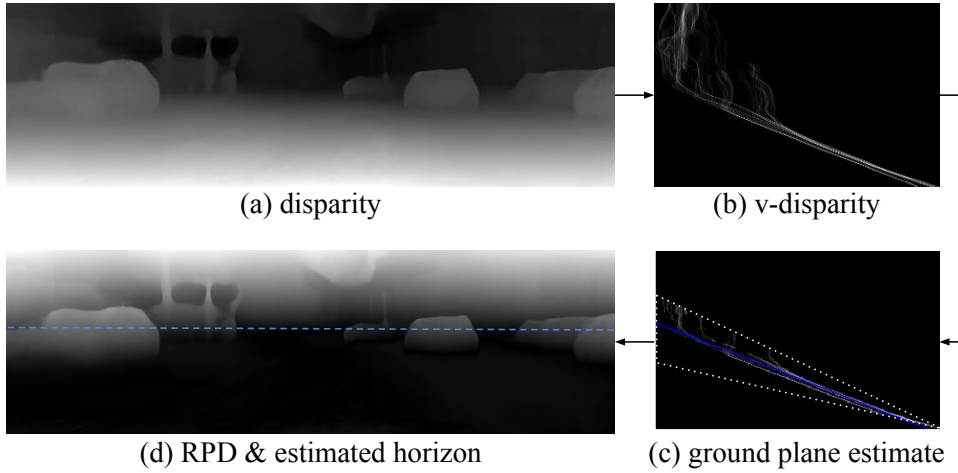 (a) disparity
(b) v-disparity
(d) RPD & estimated horizon
(c) ground plane estimate